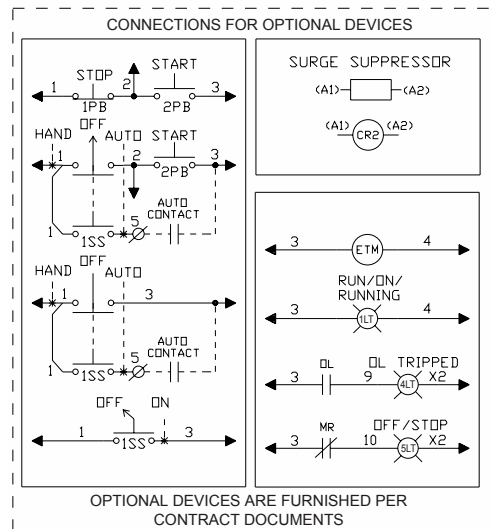 CONNECTIONS FOR OPTIONAL DEVICES
STOP START
1 2 3
1PB 2PB
HAND OFF AUTO START
1 2 3
2PB
AUTO
CONTACT
1 1SS 5
HAND OFF AUTO
1 3
AUTO
CONTACT
1 1SS 5
OFF ON
1 1SS 3
SURGE SUPPRESSOR
(A1) (A2)
(A1) CR2 (A2)
3 ETM 4
RUN/ON/
RUNNING
3 1LT 4
OL OL TRIPPED
3 9 4LT X2
MR OFF/STOP
3 10 5LT X2
OPTIONAL DEVICES ARE FURNISHED PER
CONTRACT DOCUMENTS